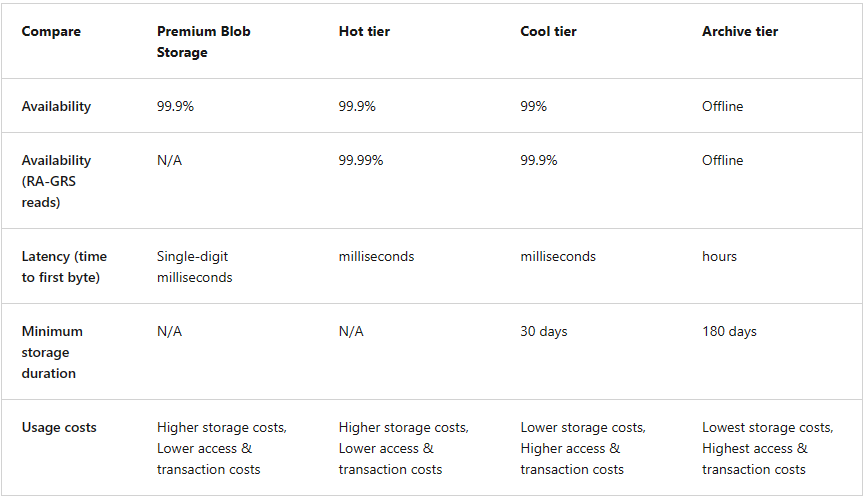 Compare
Premium Blob
Storage
Hot tier
Cool tier
Archive tier
Availability
99.9%
99.9%
99%
Offline
Availability
(RA-GRS
reads)
N/A
99.99%
99.9%
Offline
Latency (time
to first byte)
Single-digit
milliseconds
milliseconds
milliseconds
hours
Minimum
storage
duration
N/A
N/A
30 days
180 days
Usage costs
Higher storage costs,
Lower access &
transaction costs
Higher storage costs,
Lower access &
transaction costs
Lower storage costs,
Higher access &
transaction costs
Lowest storage costs,
Highest access &
transaction costs